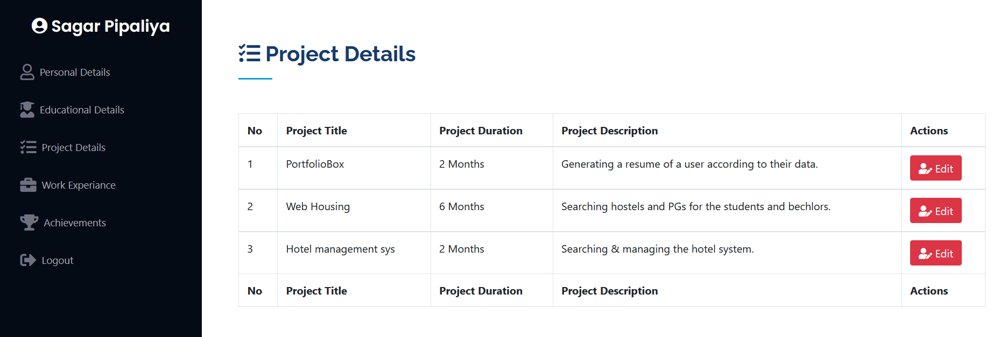 Sagar Pipaliya
Personal Details
Educational Details
Project Details
Work Experiance
Achievements
Logout
Project Details
No Project Title Project Duration Project Description Actions
1 PortfolioBox 2 Months Generating a resume of a user according to their data. Edit
2 Web Housing 6 Months Searching hostels and PGs for the students and bechlors. Edit
3 Hotel management sys 2 Months Searching & managing the hotel system. Edit
No Project Title Project Duration Project Description Actions